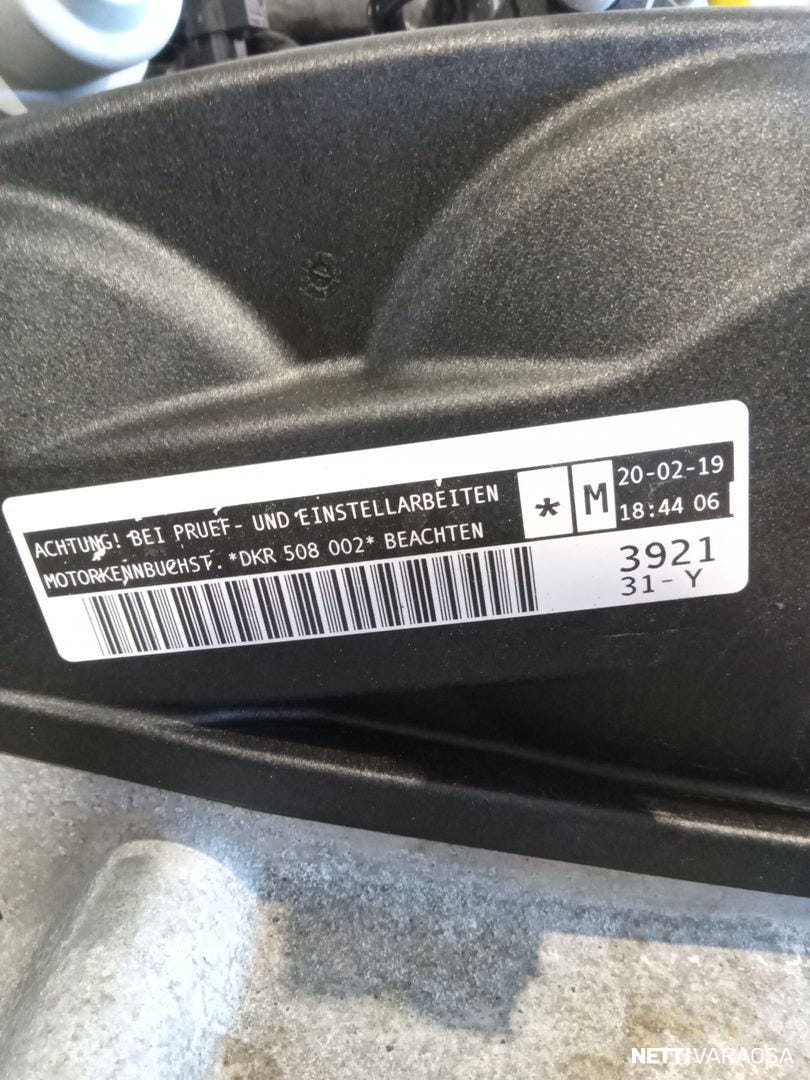 ACHTUNG! BEI PRUEF- UND EINSTELLARBEITEN
MOTORKENNBUCHST. *DKR 508 002* BEACHTEN
* M
20-02-19
18:44 06
3921
31-Y
NETTIVARAOSA